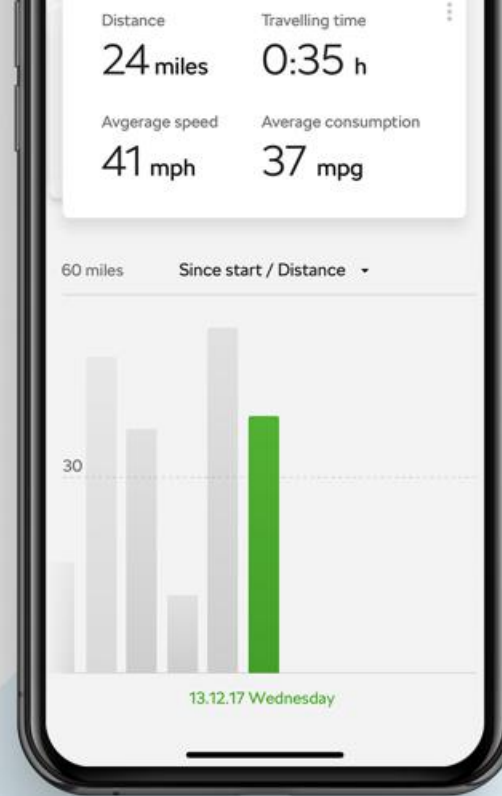 Distance Travelling time
24 miles 0:35 h
Avgerage speed Average consumption
41 mph 37 mpg
60 miles Since start / Distance
30
13.12.17 Wednesday